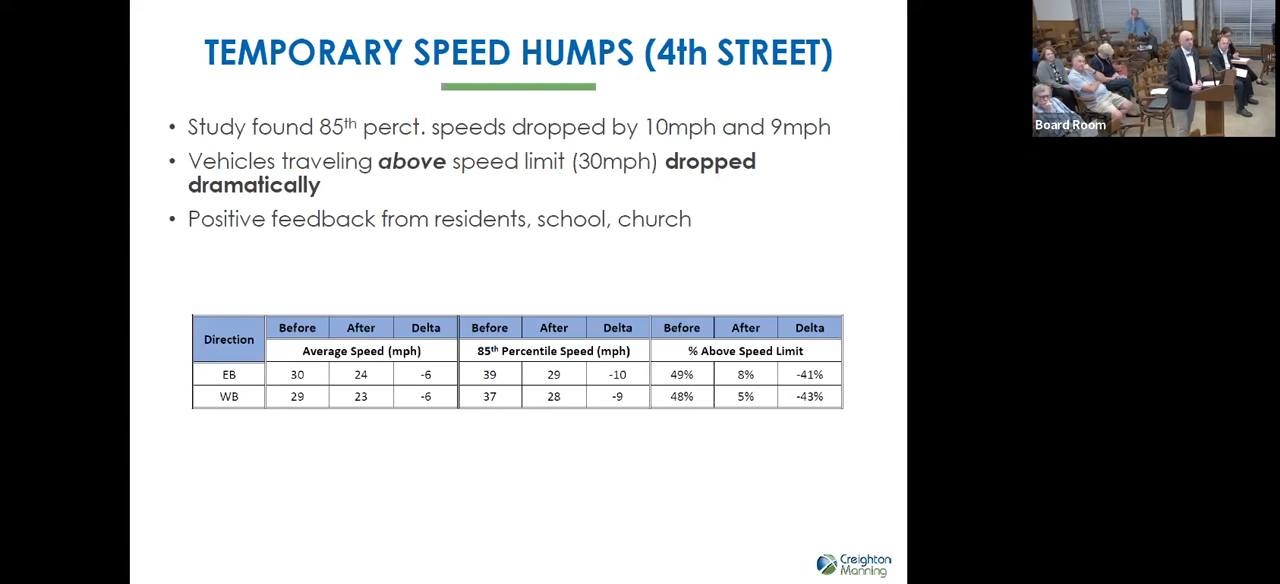 TEMPORARY SPEED HUMPS (4th STREET)
• Study found 85th perct. speeds dropped by 10mph and 9mph
• Vehicles traveling above speed limit (30mph) dropped
dramatically
• Positive feedback from residents, school, church
Direction Before After Delta Before After Delta Before After Delta
Average Speed (mph) 85th Percentile Speed (mph) % Above Speed Limit
EB 30 24 -6 39 29 -10 49% 8% -41%
WB 29 23 -6 37 28 -9 48% 5% -43%
Creighton
Manning
Board Room